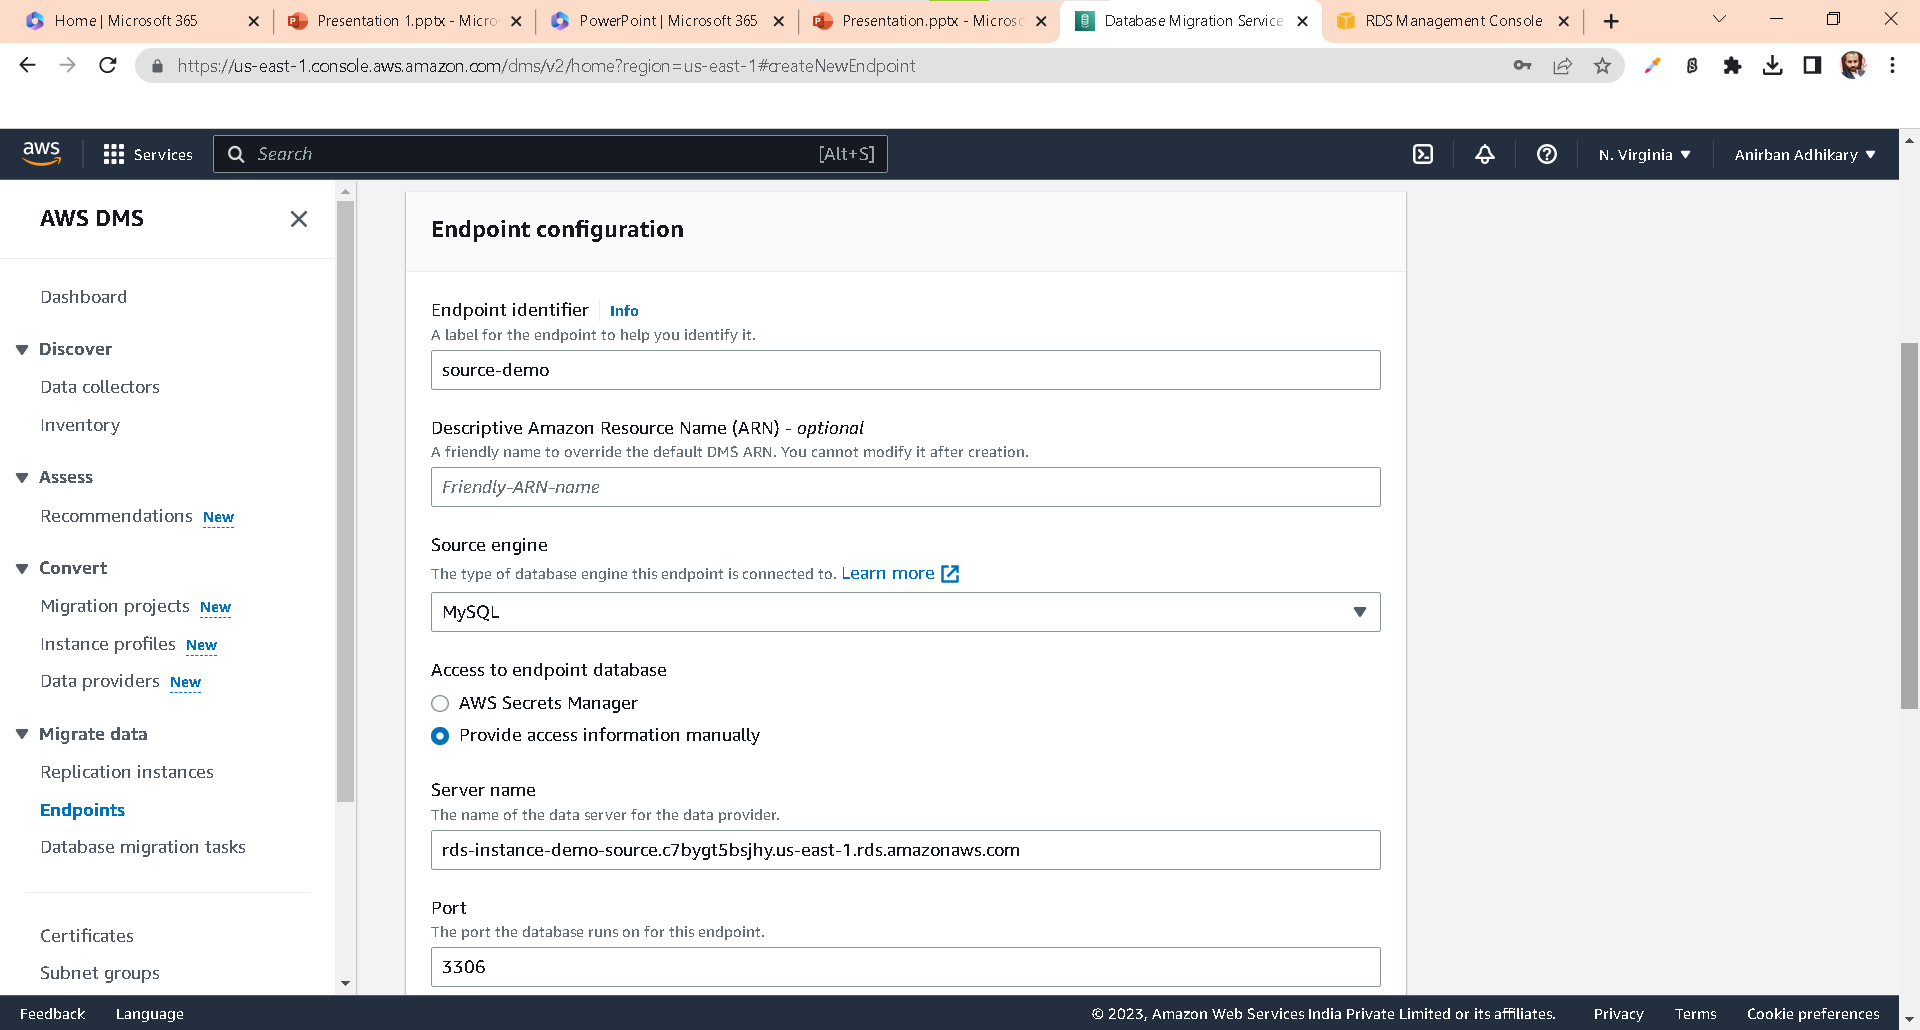 Home | Microsoft 365
Presentation 1.pptx - Micro
PowerPoint | Microsoft 365
Presentation.pptx - Micros
Database Migration Service
RDS Management Console
https://us-east-1.console.aws.amazon.com/dms/v2/home?region=us-east-1#createNewEndpoint
aws
Services
Search
[Alt+S]
N. Virginia
Anirban Adhikary
AWS DMS
Dashboard
Discover
Data collectors
Inventory
Assess
Recommendations New
Convert
Migration projects New
Instance profiles New
Data providers New
Migrate data
Replication instances
Endpoints
Database migration tasks
Certificates
Subnet groups
Endpoint configuration
Endpoint identifier Info
A label for the endpoint to help you identify it.
source-demo
Descriptive Amazon Resource Name (ARN) - optional
A friendly name to override the default DMS ARN. You cannot modify it after creation.
Friendly-ARN-name
Source engine
The type of database engine this endpoint is connected to. Learn more
MySQL
Access to endpoint database
AWS Secrets Manager
Provide access information manually
Server name
The name of the data server for the data provider.
rds-instance-demo-source.c7bygt5bsjhy.us-east-1.rds.amazonaws.com
Port
The port the database runs on for this endpoint.
3306
Feedback
Language
© 2023, Amazon Web Services India Private Limited or its affiliates.
Privacy
Terms
Cookie preferences